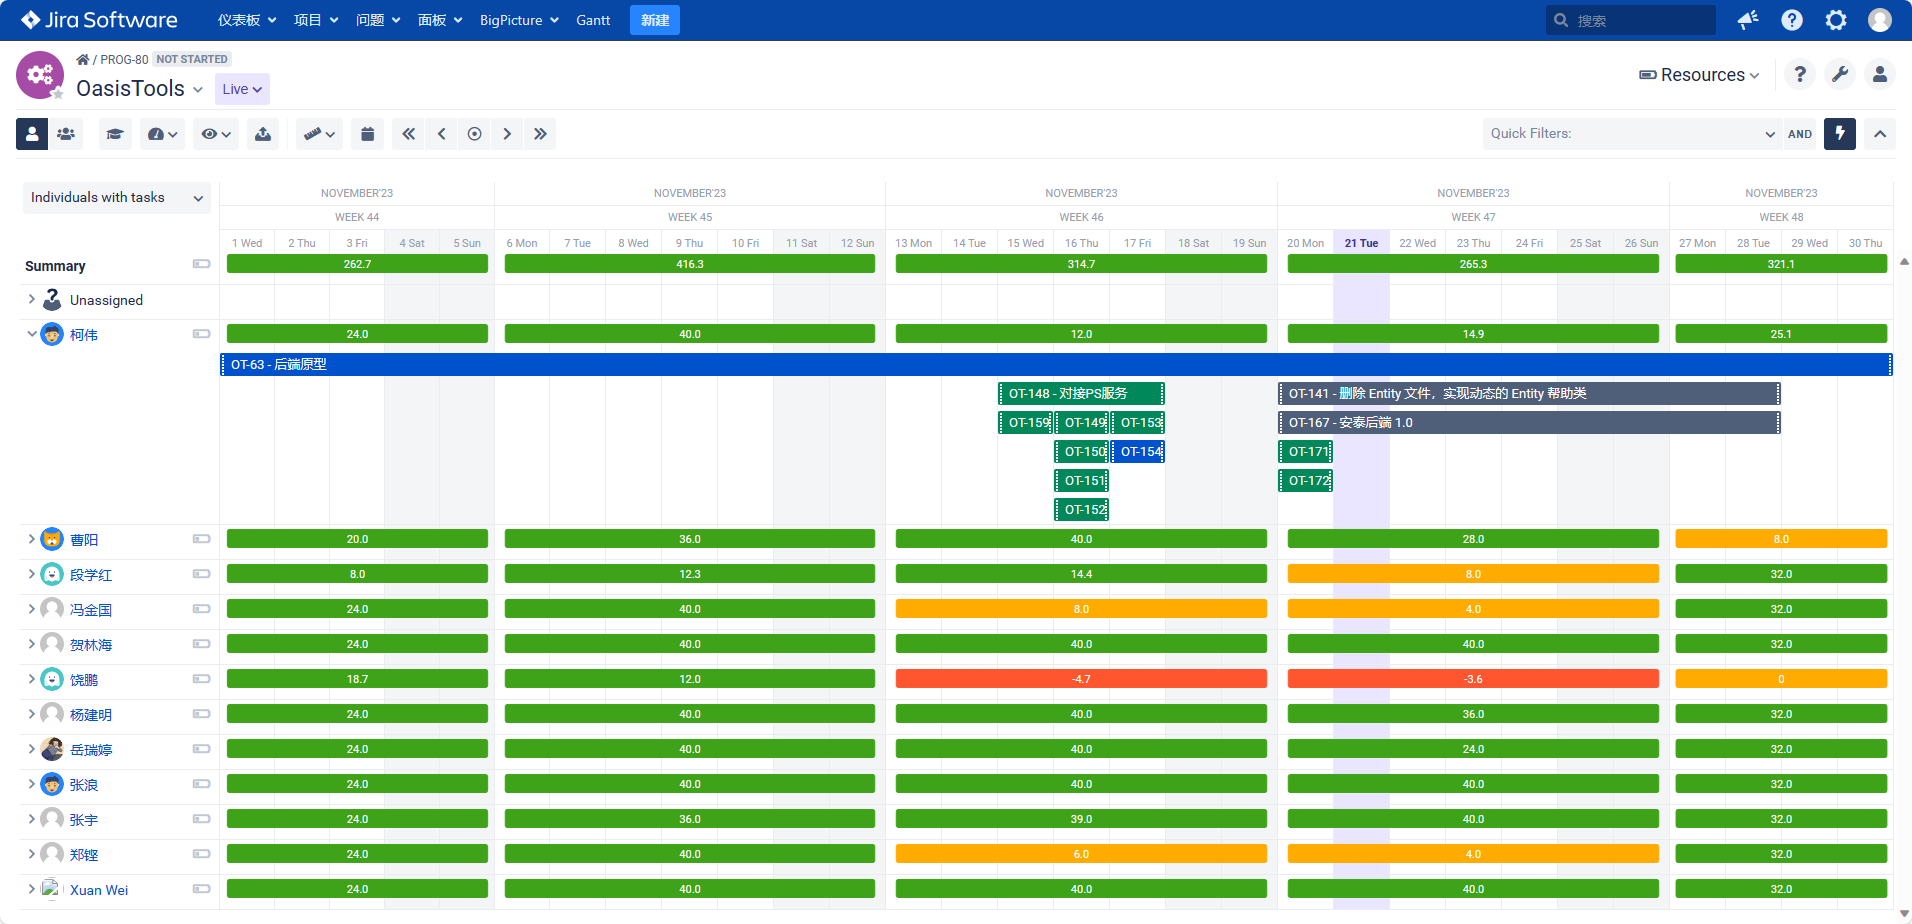 Jira Software 仪表板 项目 问题 面板 BigPicture Gantt 新建 搜索
/ PROG-80 NOT STARTED
OasisTools Live Resources
Quick Filters: AND
Individuals with tasks NOVEMBER'23 NOVEMBER'23 NOVEMBER'23 NOVEMBER'23 NOVEMBER'23
WEEK 44 WEEK 45 WEEK 46 WEEK 47 WEEK 48
1 Wed 2 Thu 3 Fri 4 Sat 5 Sun 6 Mon 7 Tue 8 Wed 9 Thu 10 Fri 11 Sat 12 Sun 13 Mon 14 Tue 15 Wed 16 Thu 17 Fri 18 Sat 19 Sun 20 Mon 21 Tue 22 Wed 23 Thu 24 Fri 25 Sat 26 Sun 27 Mon 28 Tue 29 Wed 30 Thu
Summary 262.7 416.3 314.7 265.3 321.1
Unassigned
柯伟 24.0 40.0 12.0 14.9 25.1
OT-63 - 后端原型
OT-148 - 对接PS服务 OT-141 - 删除 Entity 文件，实现动态的 Entity 帮助类
OT-159 OT-149 OT-153 OT-167 - 安泰后端 1.0
OT-150 OT-154 OT-171
OT-151 OT-172
OT-152
曹阳 20.0 36.0 40.0 28.0 8.0
段学红 8.0 12.3 14.4 8.0 32.0
冯金国 24.0 40.0 8.0 4.0 32.0
贺林海 24.0 40.0 40.0 40.0 32.0
饶鹏 18.7 12.0 -4.7 -3.6 0
杨建明 24.0 40.0 40.0 36.0 32.0
岳瑞婷 24.0 40.0 40.0 24.0 32.0
张浪 24.0 40.0 40.0 40.0 32.0
张宇 24.0 36.0 39.0 40.0 32.0
郑铿 24.0 40.0 6.0 4.0 32.0
Xuan Wei 24.0 40.0 40.0 40.0 32.0